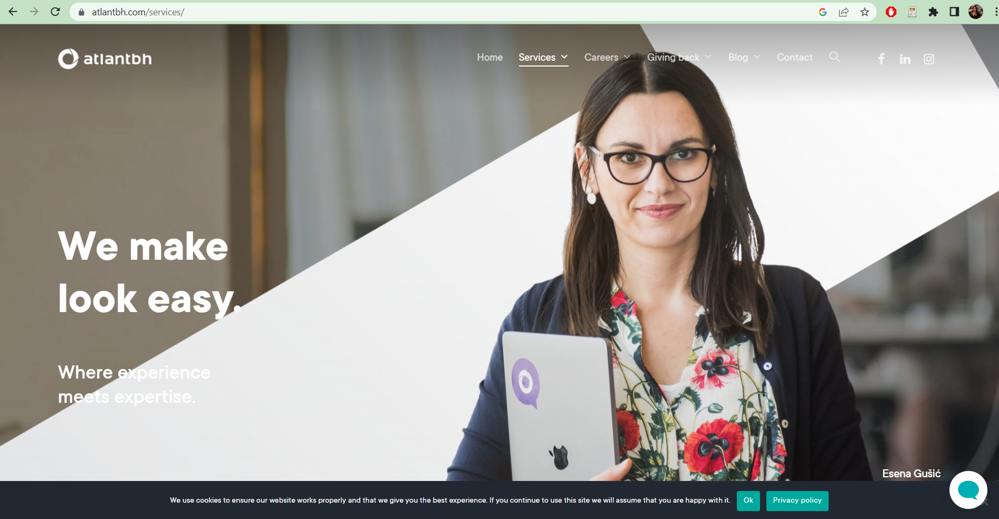 atlantbh.com/services/
atlantbh
Home Services Careers Giving back Blog Contact
We make
look easy.
Where experience
meets expertise.
Esena Gušić
We use cookies to ensure our website works properly and that we give you the best experience. If you continue to use this site we will assume that you are happy with it. Ok Privacy policy